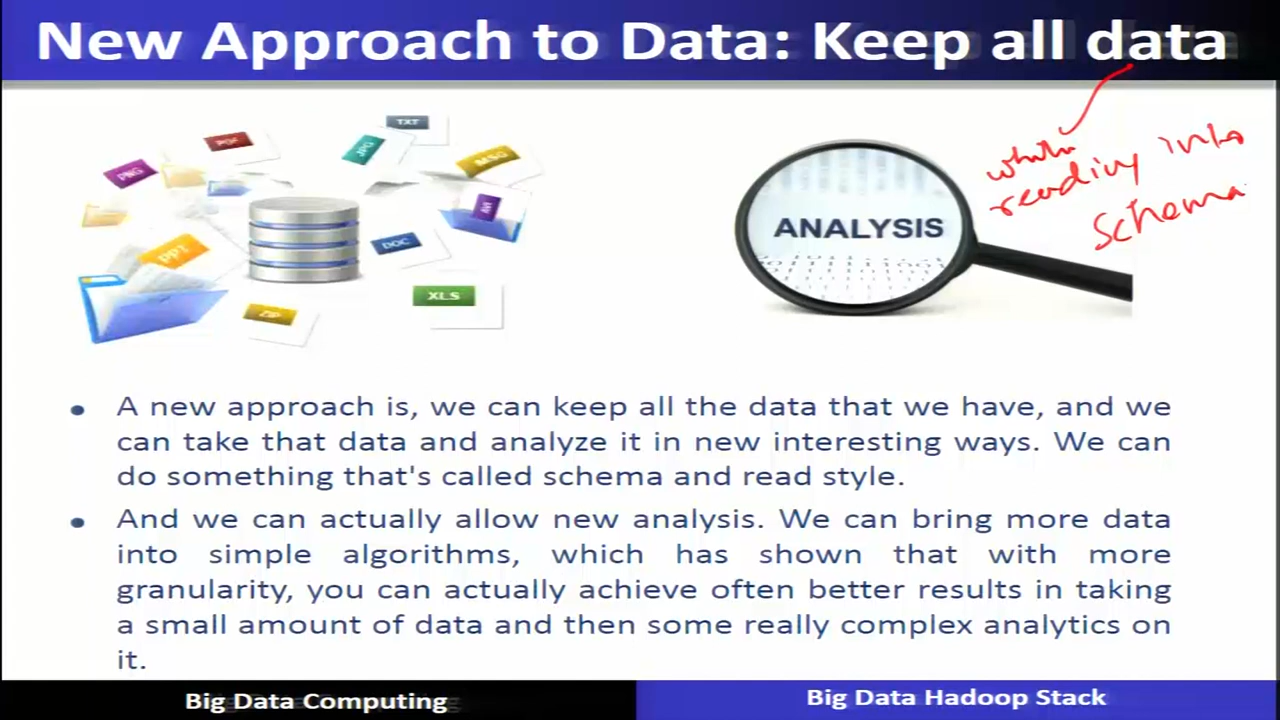 New Approach to Data: Keep all data
TXT
PDF
JPG
MSG
PNG
AVI
DOC
PPT
XLS
ZIP
ANALYSIS
reading into
Schema
• A new approach is, we can keep all the data that we have, and we
can take that data and analyze it in new interesting ways. We can
do something that's called schema and read style.
• And we can actually allow new analysis. We can bring more data
into simple algorithms, which has shown that with more
granularity, you can actually achieve often better results in taking
a small amount of data and then some really complex analytics on
it.
Big Data Computing
Big Data Hadoop Stack